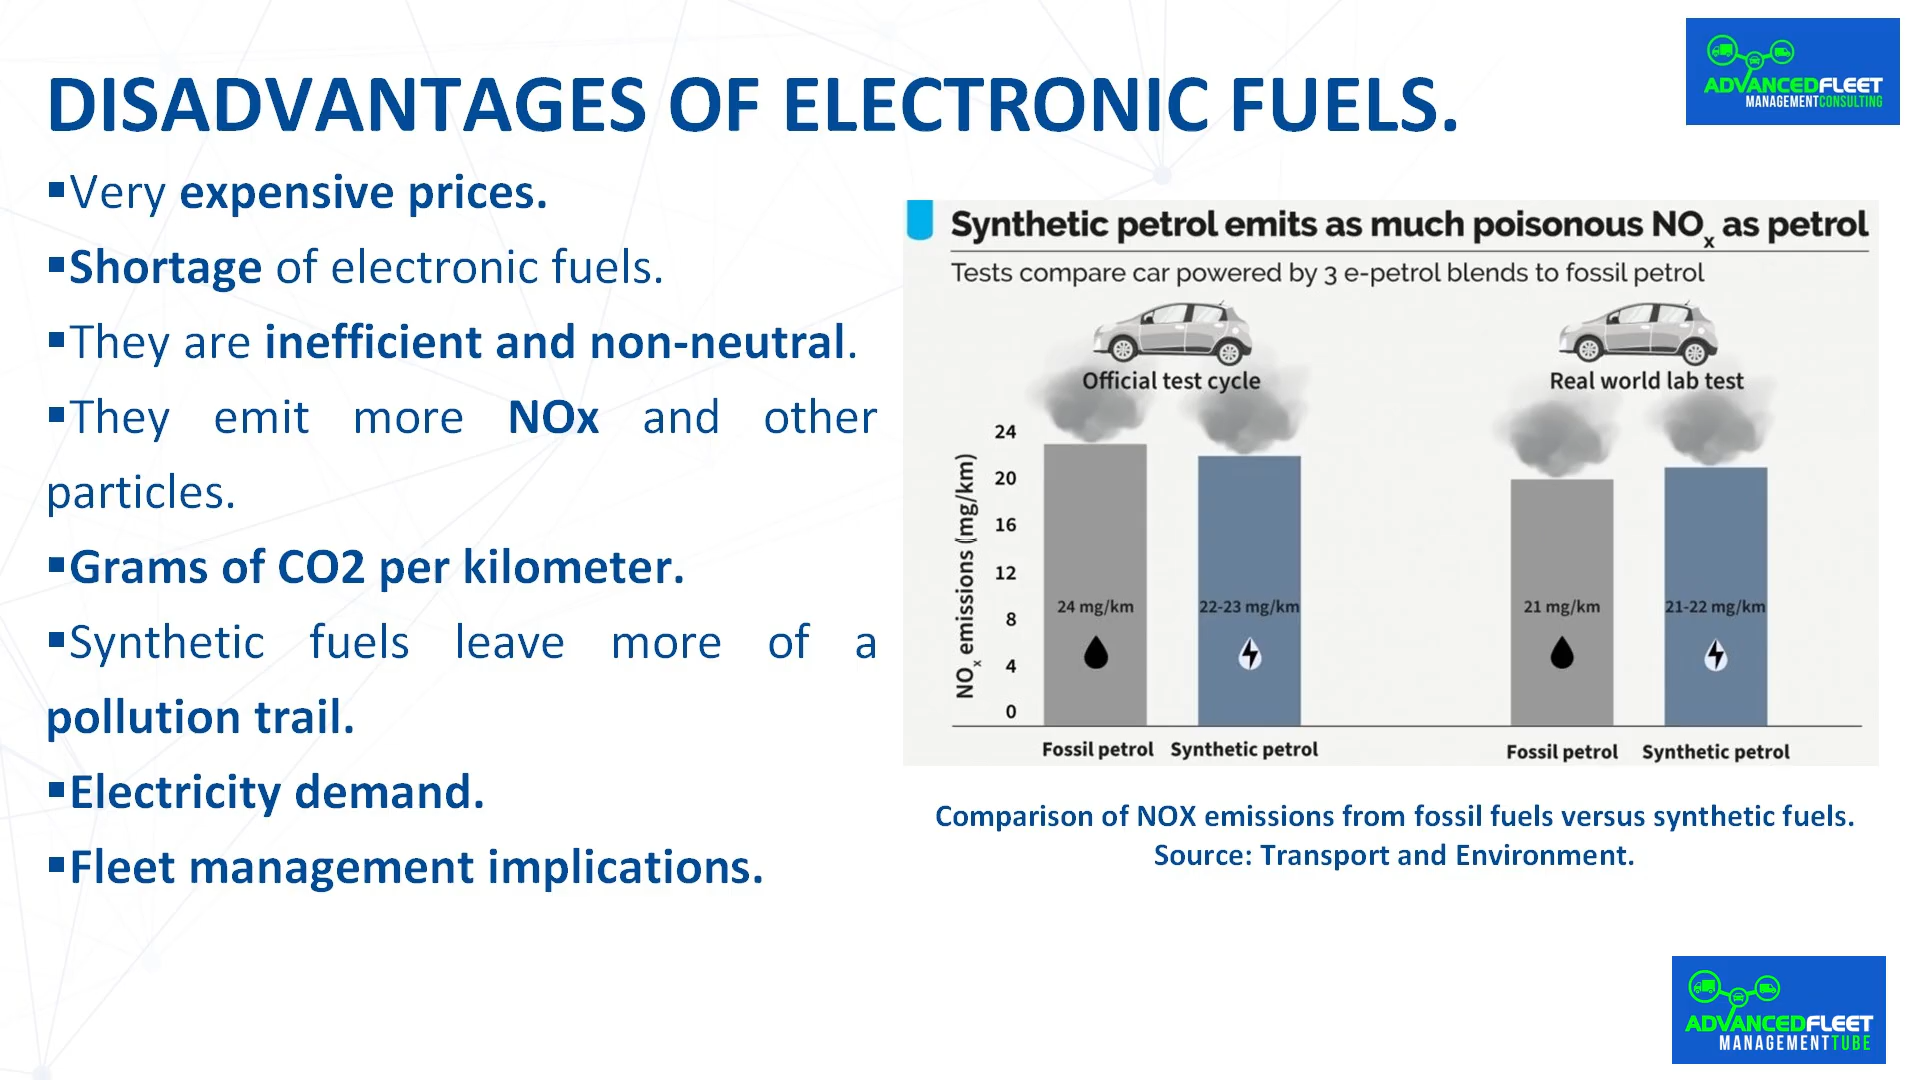 DISADVANTAGES OF ELECTRONIC FUELS.
ADVANCEDFLEET
MANAGEMENTCONSULTING
▪Very expensive prices.
▪Shortage of electronic fuels.
▪They are inefficient and non-neutral.
▪They emit more NOx and other
particles.
▪Grams of CO2 per kilometer.
▪Synthetic fuels leave more of a
pollution trail.
▪Electricity demand.
▪Fleet management implications.
Synthetic petrol emits as much poisonous NOx as petrol
Tests compare car powered by 3 e-petrol blends to fossil petrol
Official test cycle
Real world lab test
NOx emissions (mg/km)
24
20
16
12
8
4
0
24 mg/km
22-23 mg/km
21 mg/km
21-22 mg/km
Fossil petrol
Synthetic petrol
Fossil petrol
Synthetic petrol
Comparison of NOX emissions from fossil fuels versus synthetic fuels.
Source: Transport and Environment.
ADVANCEDFLEET
MANAGEMENTTUBE